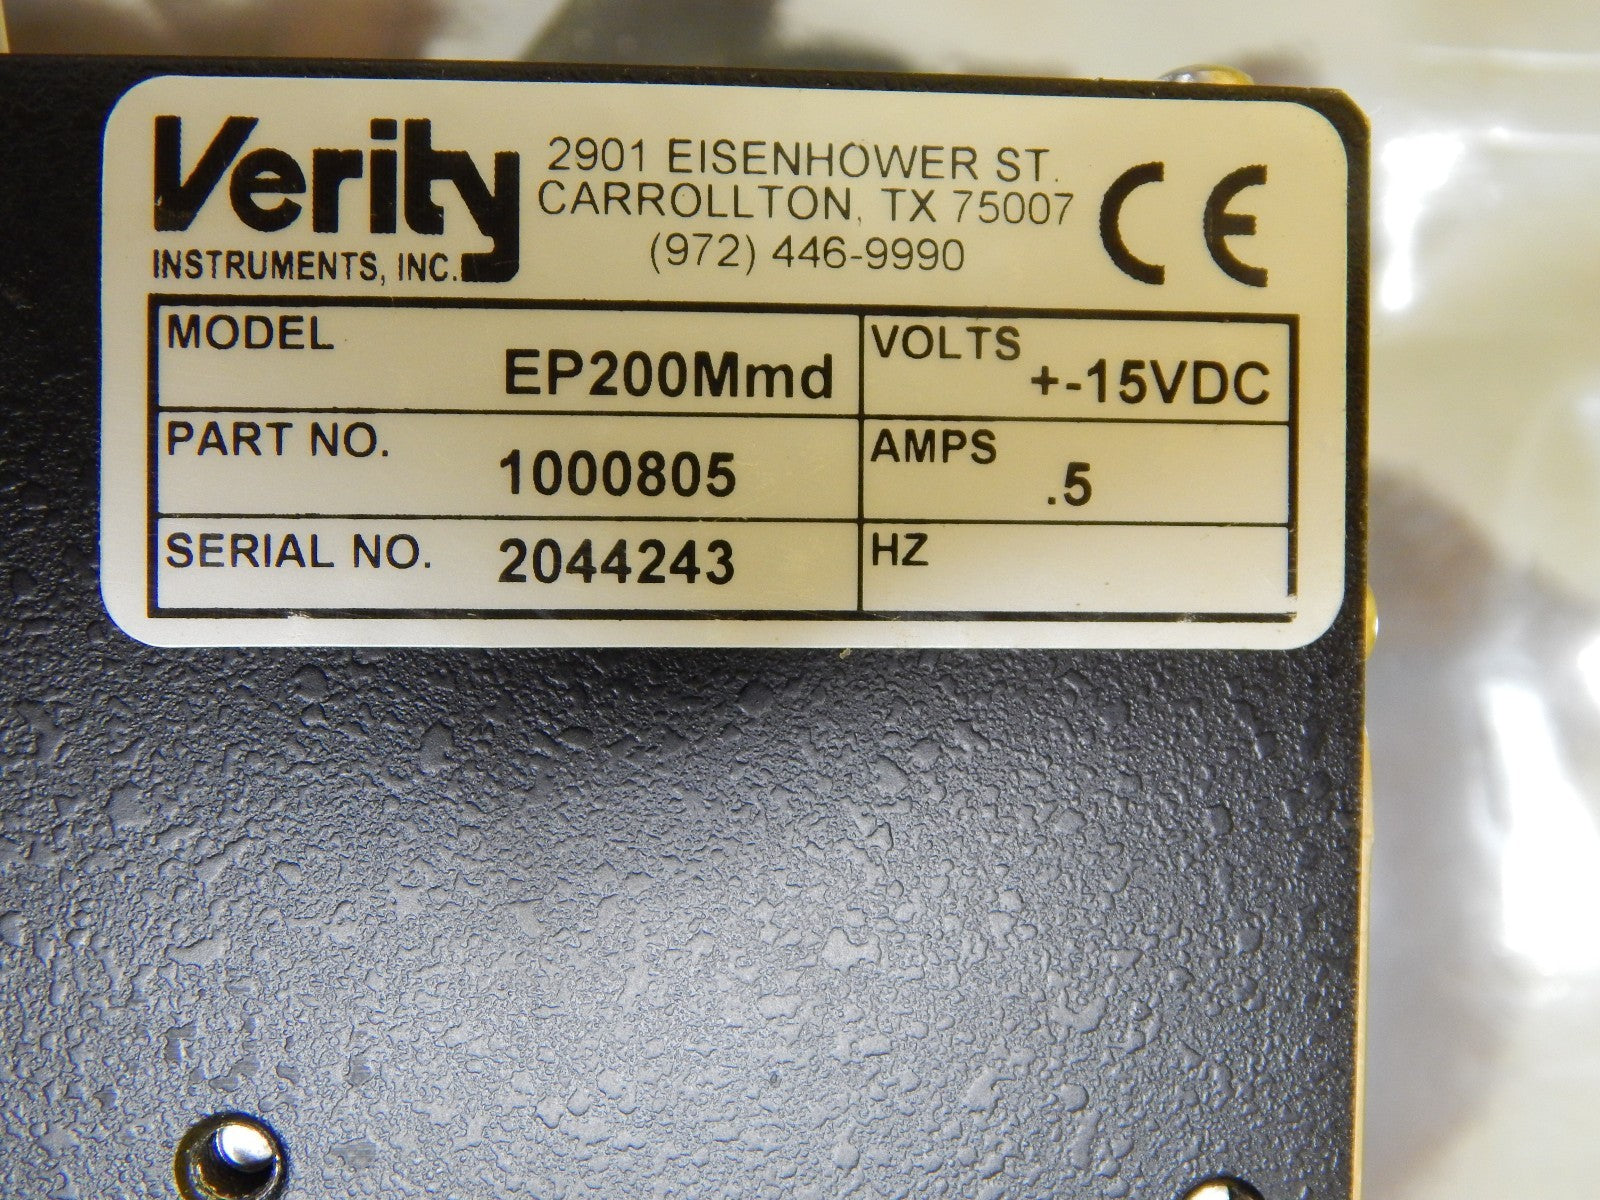 Verity
INSTRUMENTS, INC.
2901 EISENHOWER ST.
CARROLLTON, TX 75007
(972) 446-9990
CE
MODEL EP200Mmd
VOLTS +-15VDC
PART NO. 1000805
AMPS .5
SERIAL NO. 2044243
HZ